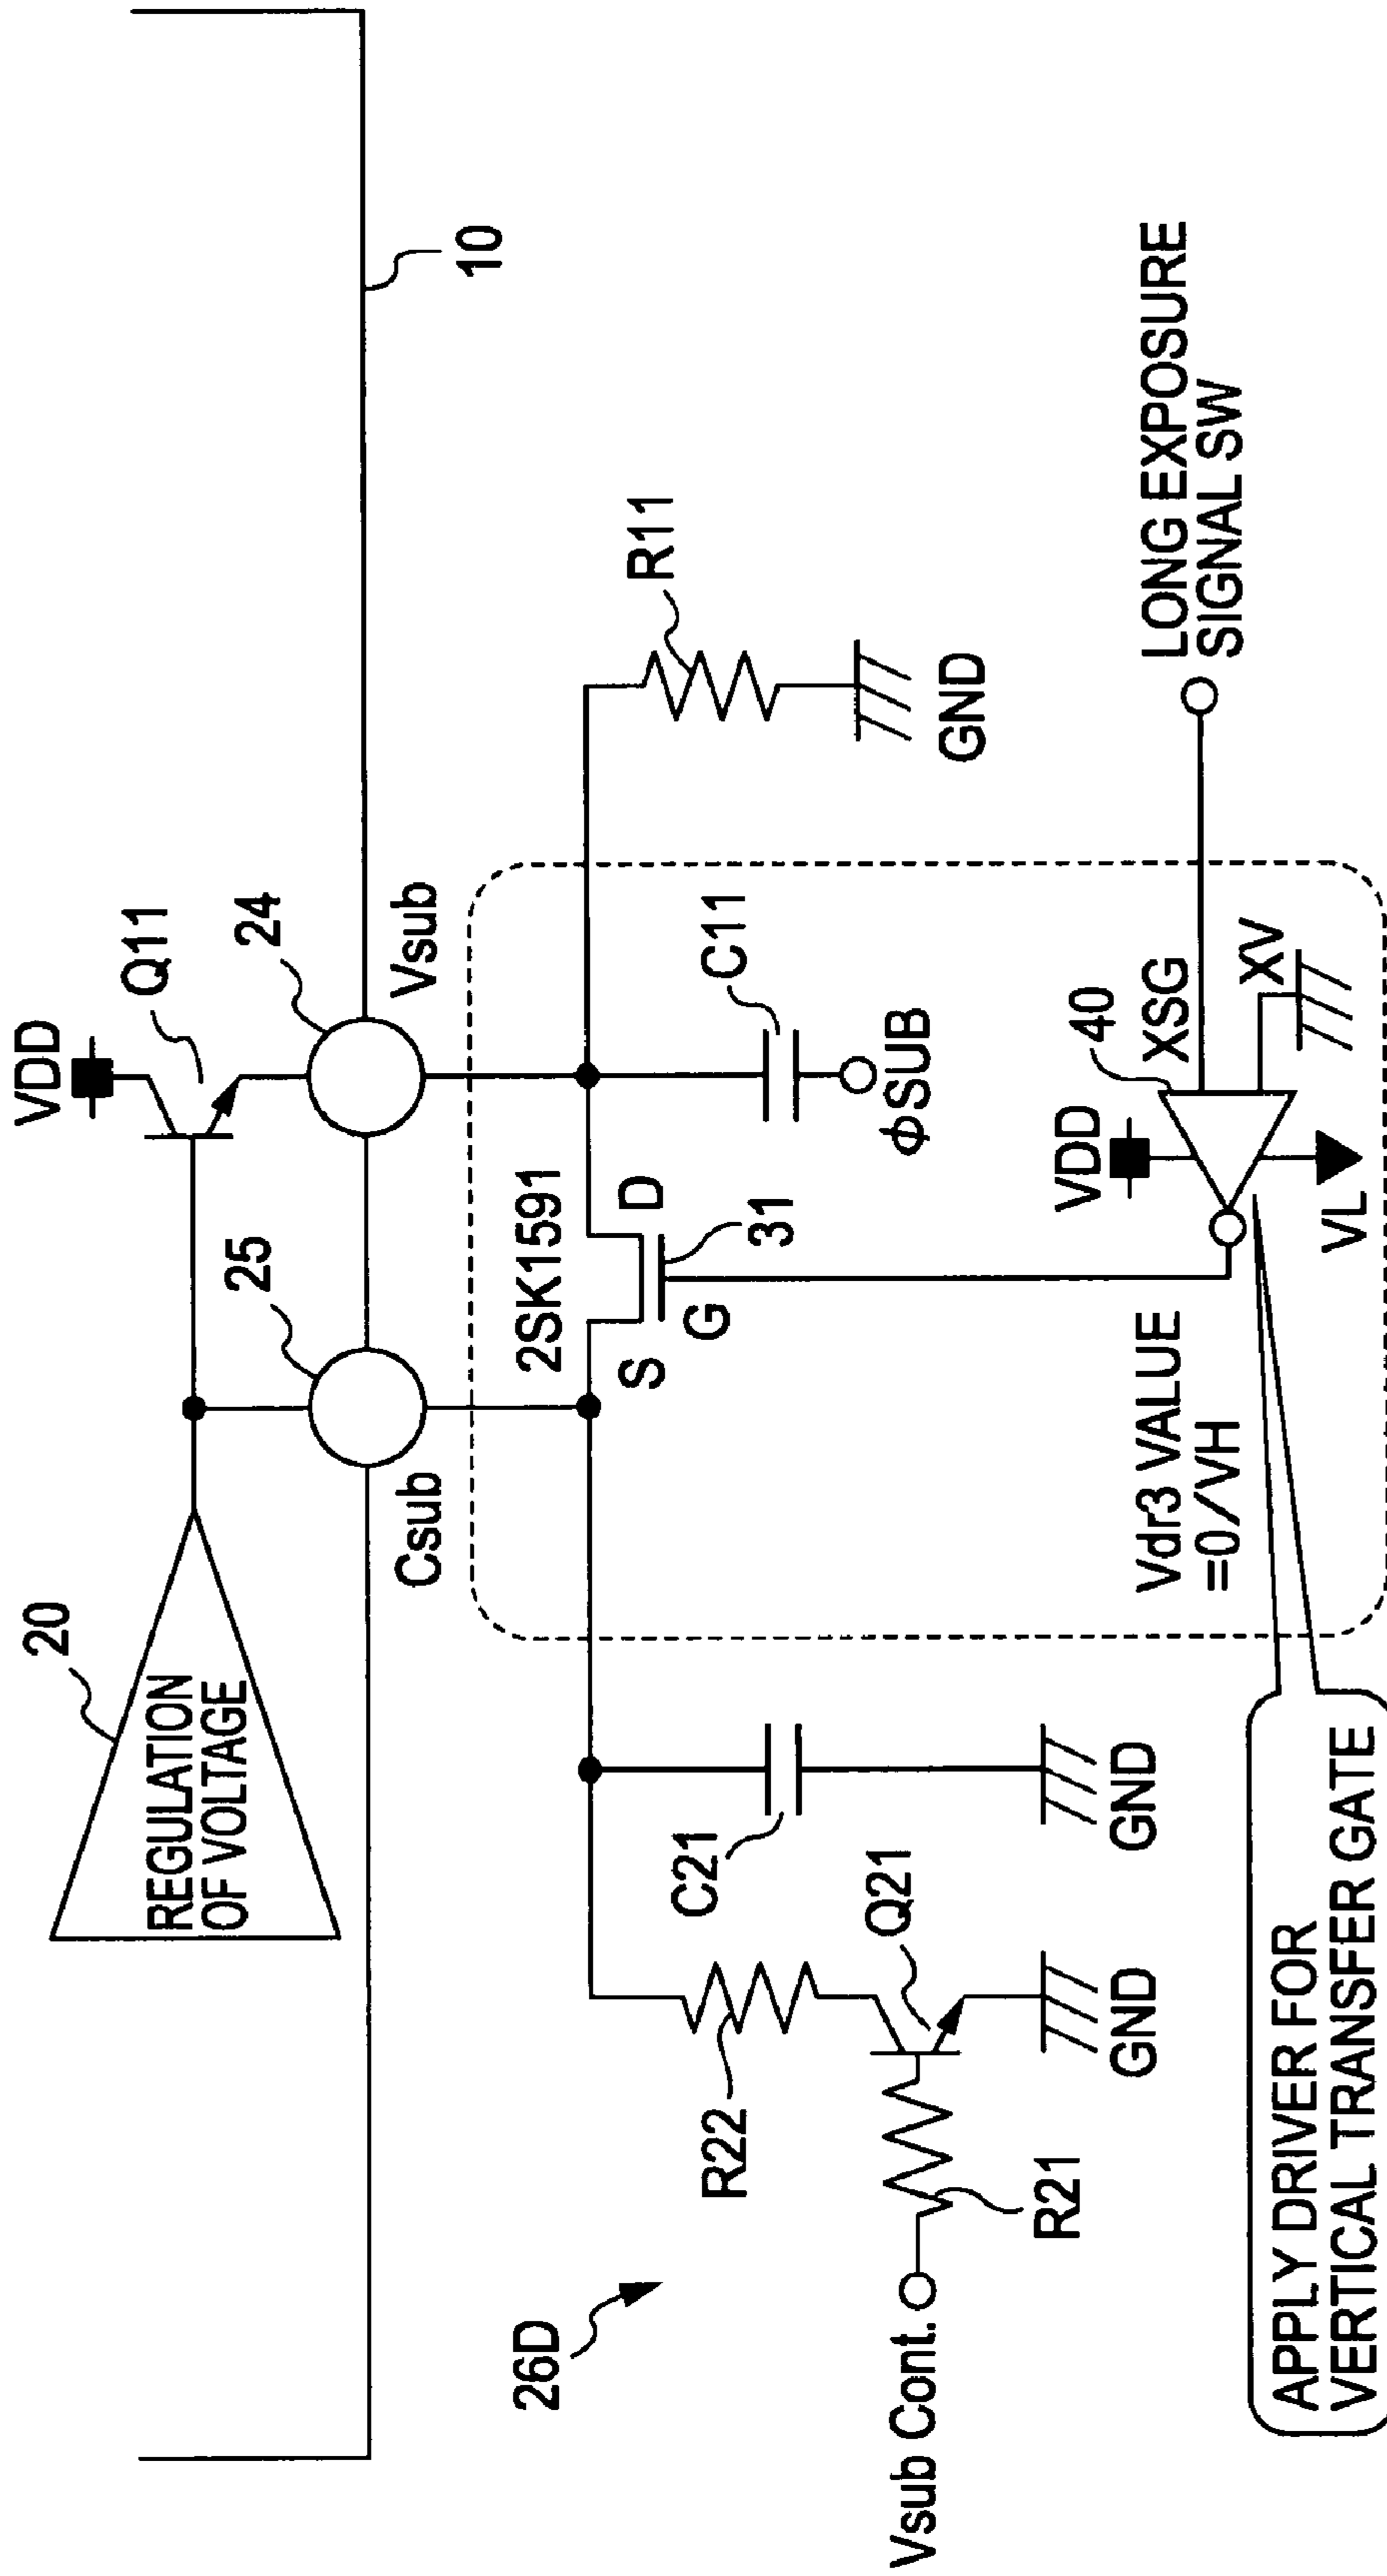 VDD
Q11
24
Vsub
10
20
REGULATION
OF VOLTAGE
25
Csub
R11
GND
2SK1591
S
D
G
31
C11
ϕSUB
26D
R22
C21
Q21
GND
GND
R21
Vsub Cont.
Vdr3 VALUE
=0/VH
VDD
40
XSG
XV
VL
LONG EXPOSURE
SIGNAL SW
APPLY DRIVER FOR
VERTICAL TRANSFER GATE